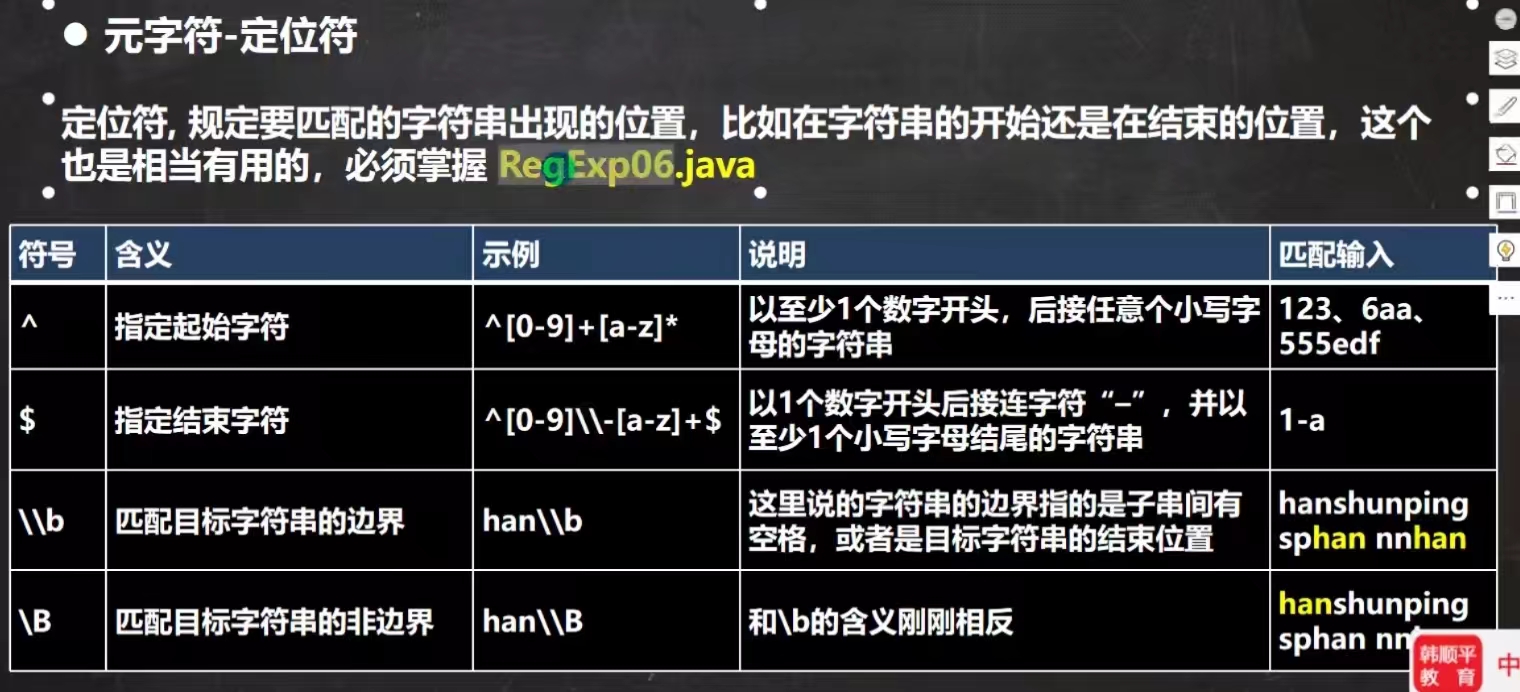 元字符-定位符
定位符, 规定要匹配的字符串出现的位置，比如在字符串的开始还是在结束的位置，这个
也是相当有用的，必须掌握 RegExp06.java
符号 含义 示例 说明 匹配输入
^ 指定起始字符 ^[0-9]+[a-z]* 以至少1个数字开头，后接任意个小写字
母的字符串 123、6aa、
555edf
$ 指定结束字符 ^[0-9]\\-[a-z]+$ 以1个数字开头后接连字符“–”，并以
至少1个小写字母结尾的字符串 1-a
\\b 匹配目标字符串的边界 han\\b 这里说的字符串的边界指的是子串间有
空格，或者是目标字符串的结束位置 hanshunping
sphan nnhan
\B 匹配目标字符串的非边界 han\\B 和\b的含义刚刚相反 hanshunping
sphan
韩顺平
教 育
中